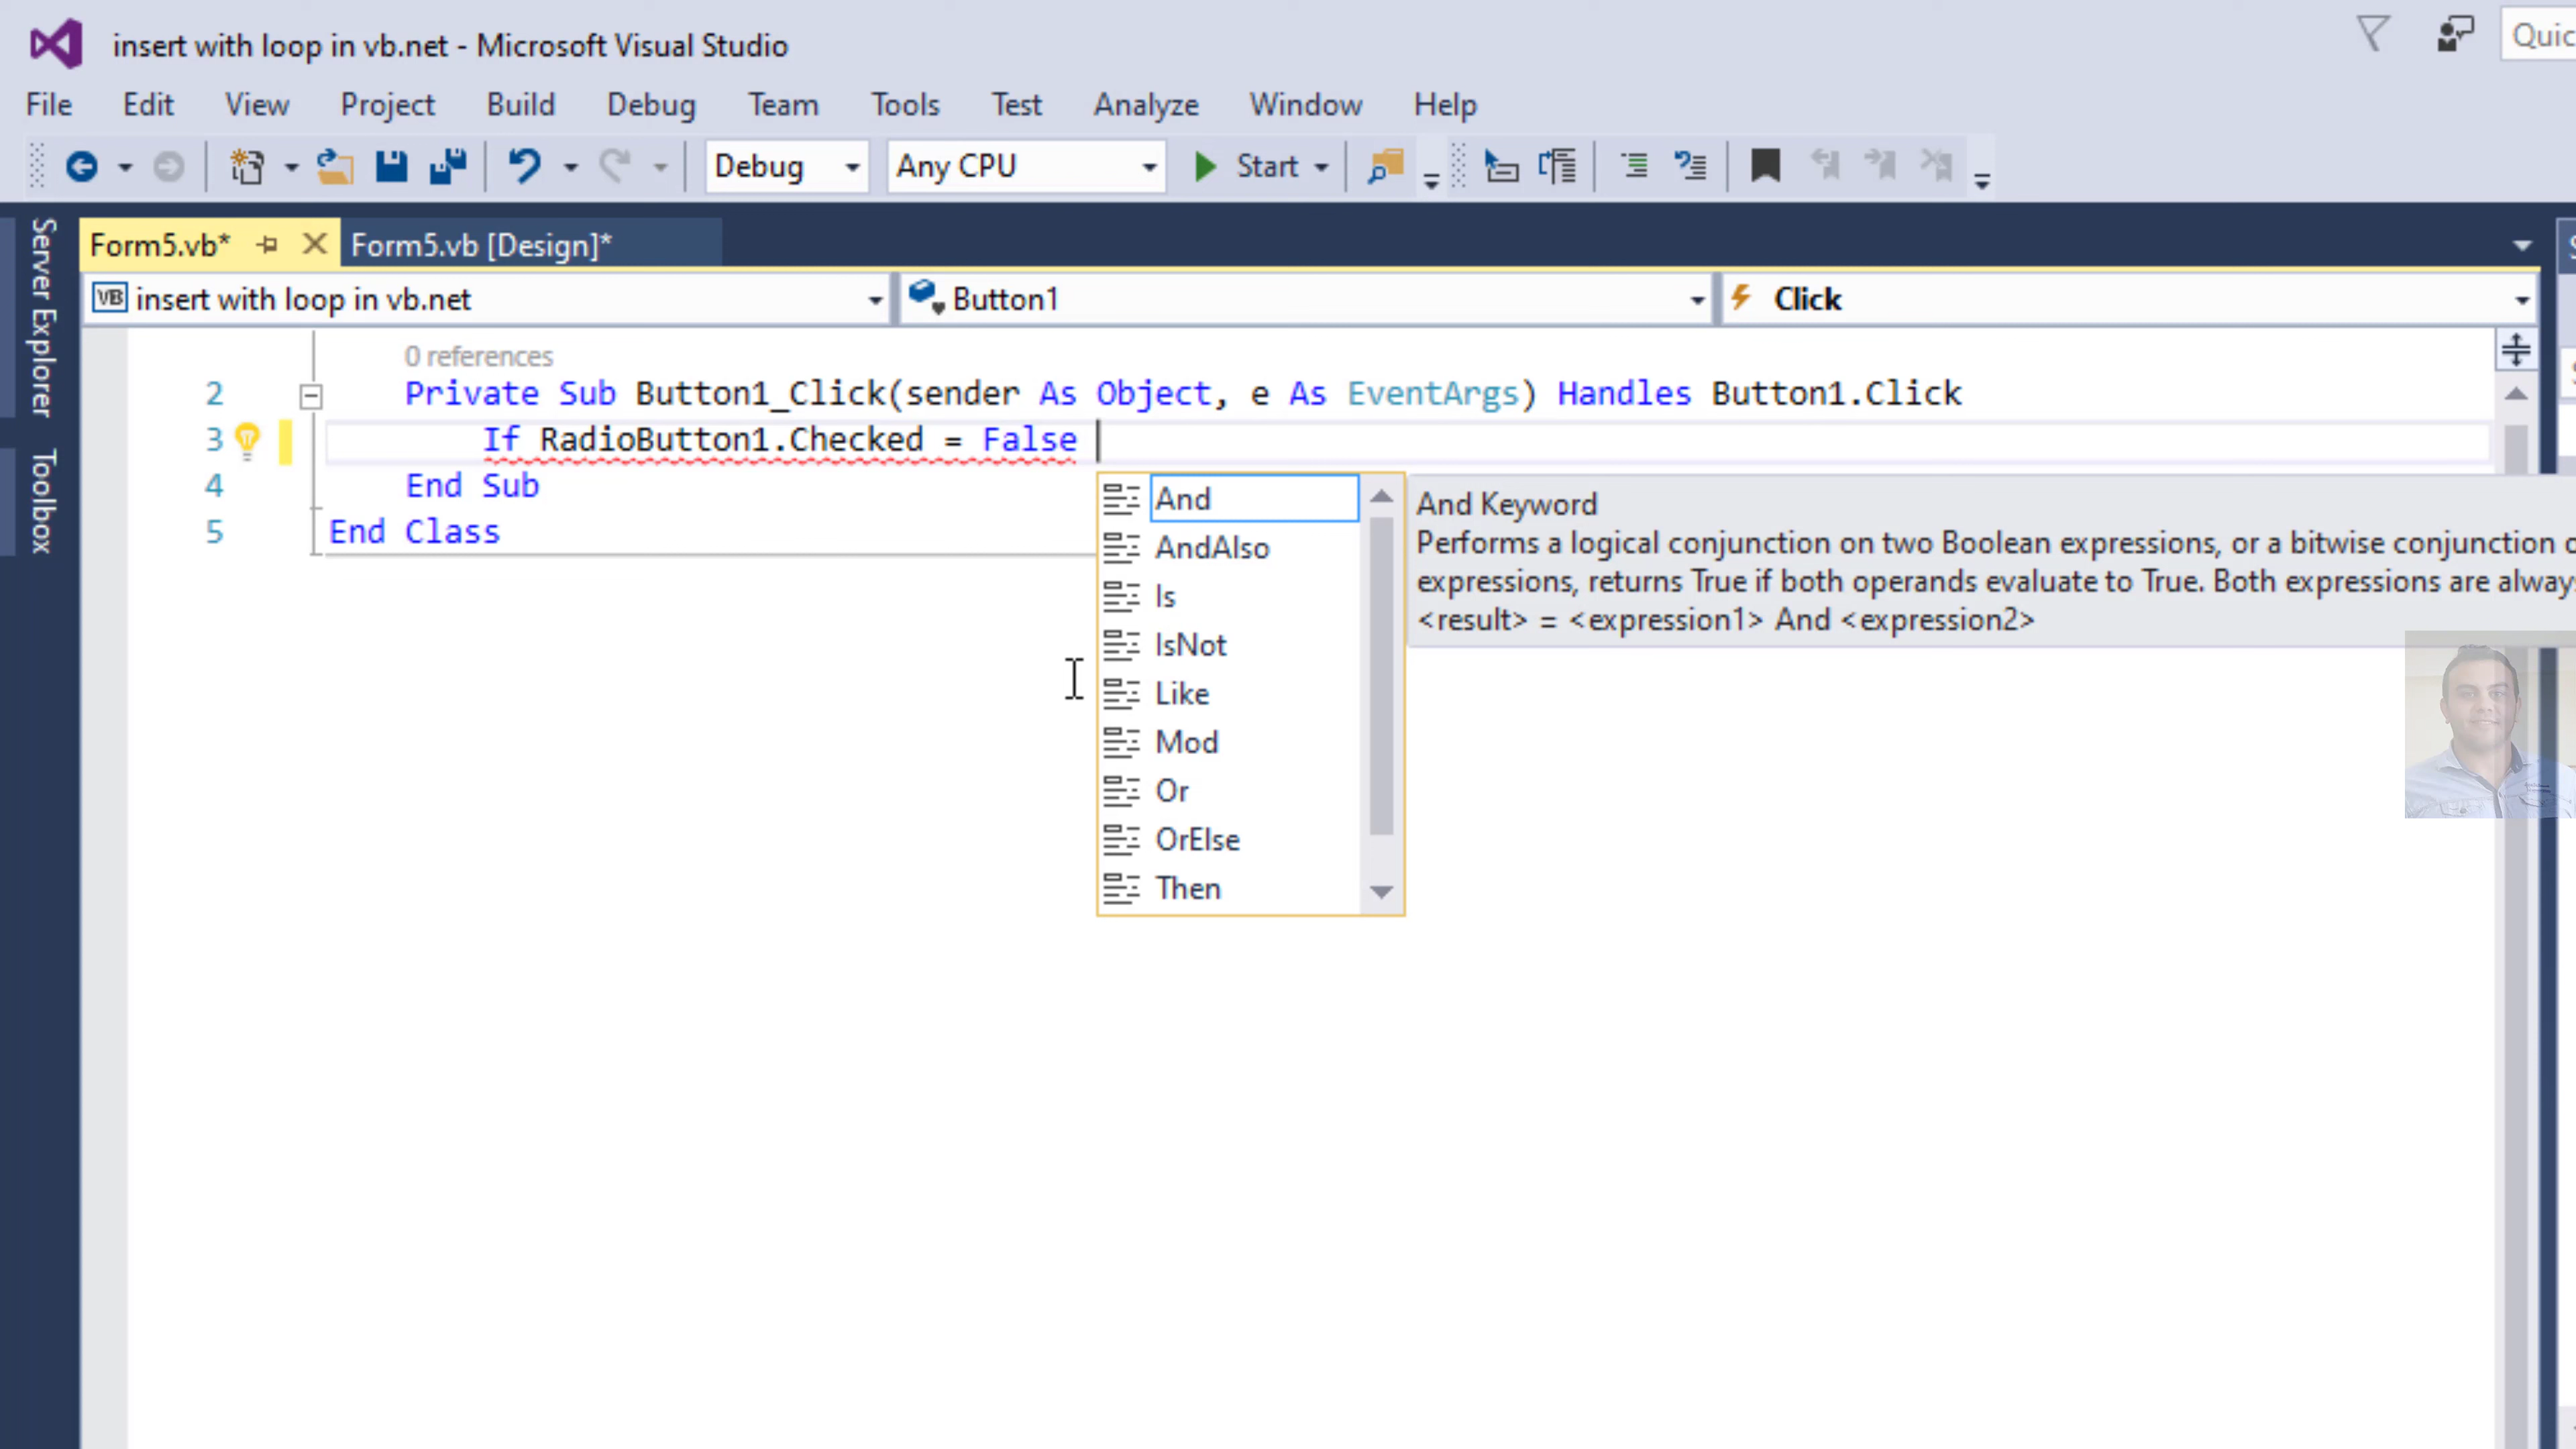 insert with loop in vb.net - Microsoft Visual Studio
Quic
File Edit View Project Build Debug Team Tools Test Analyze Window Help
Debug Any CPU Start
Server Explorer
Toolbox
Form5.vb* Form5.vb [Design]*
VB insert with loop in vb.net Button1 Click
0 references
2 Private Sub Button1_Click(sender As Object, e As EventArgs) Handles Button1.Click
3 If RadioButton1.Checked = False
4 End Sub
5 End Class
And
AndAlso
Is
IsNot
Like
Mod
Or
OrElse
Then
And Keyword
Performs a logical conjunction on two Boolean expressions, or a bitwise conjunction
expressions, returns True if both operands evaluate to True. Both expressions are alway
<result> = <expression1> And <expression2>